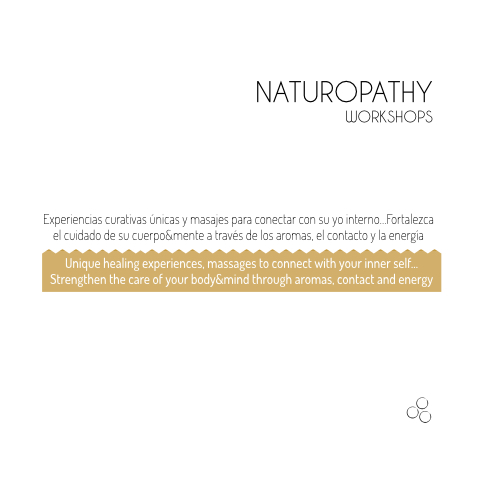 NATUROPATHY
WORKSHOPS
Experiencias curativas únicas y masajes para conectar con su yo interno...Fortalezca
el cuidado de su cuerpo&mente a través de los aromas, el contacto y la energía
Unique healing experiences, massages to connect with your inner self...
Strengthen the care of your body&mind through aromas, contact and energy